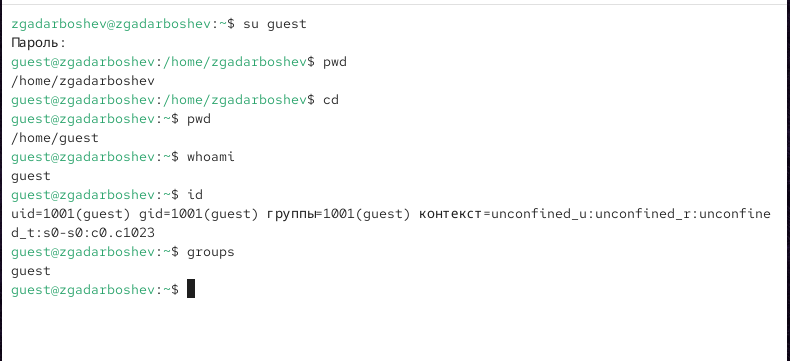 zgadarboshev@zgadarboshev:~$ su guest
Пароль:
guest@zgadarboshev:/home/zgadarboshev$ pwd
/home/zgadarboshev
guest@zgadarboshev:/home/zgadarboshev$ cd
guest@zgadarboshev:~$ pwd
/home/guest
guest@zgadarboshev:~$ whoami
guest
guest@zgadarboshev:~$ id
uid=1001(guest) gid=1001(guest) группы=1001(guest) контекст=unconfined_u:unconfined_r:unconfine
d_t:s0-s0:c0.c1023
guest@zgadarboshev:~$ groups
guest
guest@zgadarboshev:~$